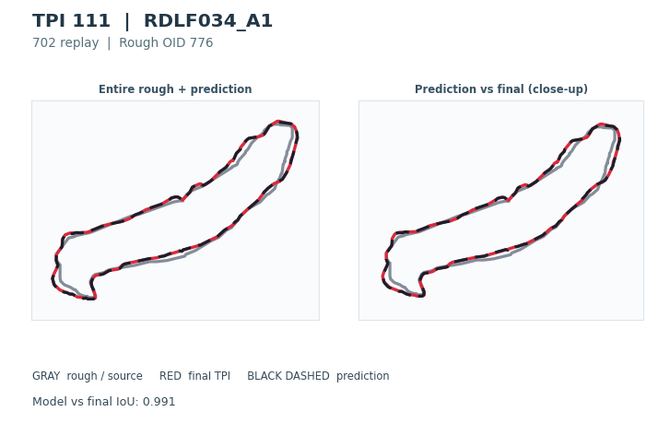 TPI 111 | RDLF034_A1
702 replay | Rough OID 776
Entire rough + prediction
Prediction vs final (close-up)
GRAY rough / source RED final TPI BLACK DASHED prediction
Model vs final IoU: 0.991